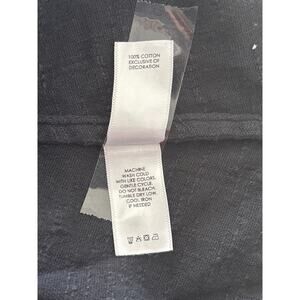 100% COTTON
EXCLUSIVE OF
DECORATION
MACHINE
WASH COLD
WITH LIKE COLORS,
GENTLE CYCLE,
DO NOT BLEACH,
TUMBLE DRY LOW,
COOL IRON
IF NEEDED